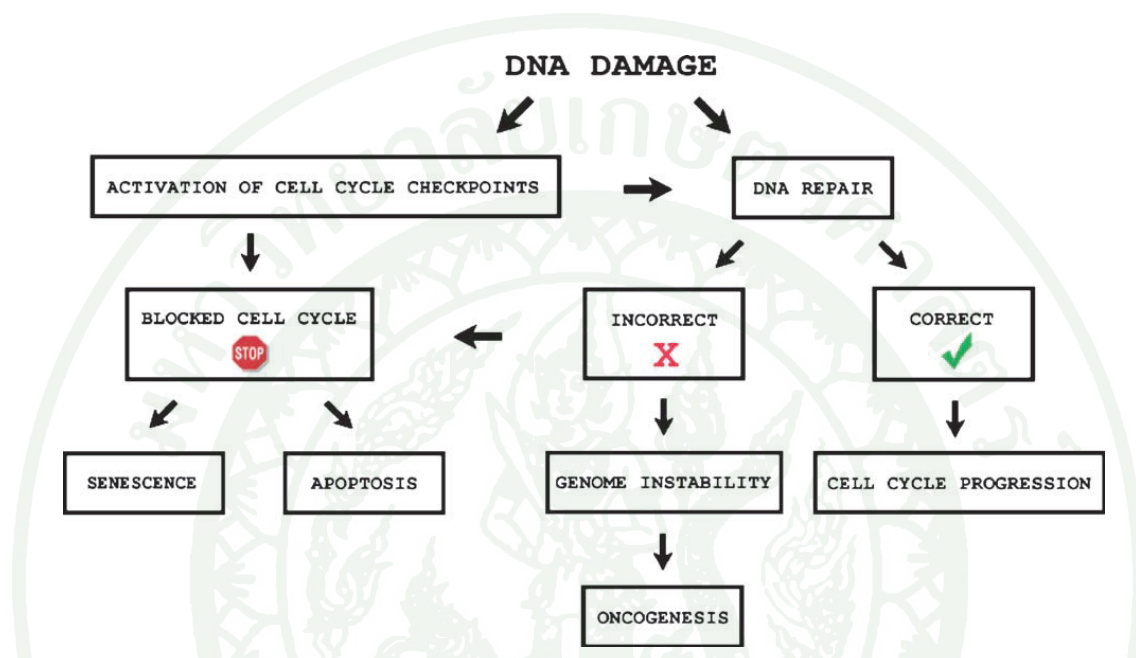 DNA DAMAGE
ACTIVATION OF CELL CYCLE CHECKPOINTS
DNA REPAIR
BLOCKED CELL CYCLE
STOP
INCORRECT
X
CORRECT
SENESCENCE
APOPTOSIS
GENOME INSTABILITY
CELL CYCLE PROGRESSION
ONCOGENESIS